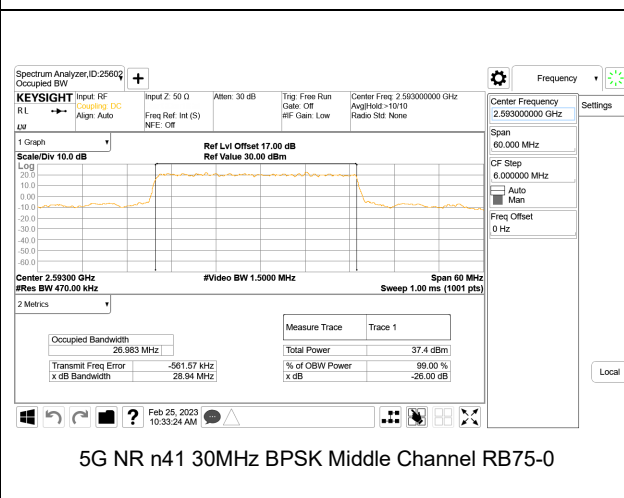 Spectrum Analyzer,ID:25602
Occupied BW
Frequency
KEYSIGHT
R L
Input: RF
Coupling: DC
Align: Auto
Input Z: 50 Ω
Freq Ref: Int (S)
NFE: Off
Atten: 30 dB
Trig: Free Run
Gate: Off
#IF Gain: Low
Center Freq: 2.593000000 GHz
Avg|Hold:>10/10
Radio Std: None
Center Frequency
2.593000000 GHz
Settings
Span
60.000 MHz
CF Step
6.000000 MHz
Auto
Man
Freq Offset
0 Hz
Local
1 Graph
Scale/Div 10.0 dB
Ref Lvl Offset 17.00 dB
Ref Value 30.00 dBm
Log
20.0
10.0
0.00
-10.0
-20.0
-30.0
-40.0
-50.0
-60.0
Center 2.59300 GHz
#Video BW 1.5000 MHz
Span 60 MHz
#Res BW 470.00 kHz
Sweep 1.00 ms (1001 pts)
2 Metrics
Measure Trace
Trace 1
Occupied Bandwidth
26.983 MHz
Total Power
37.4 dBm
Transmit Freq Error
-561.57 kHz
% of OBW Power
99.00 %
x dB Bandwidth
28.94 MHz
x dB
-26.00 dB
?
Feb 25, 2023
10:33:24 AM
5G NR n41 30MHz BPSK Middle Channel RB75-0